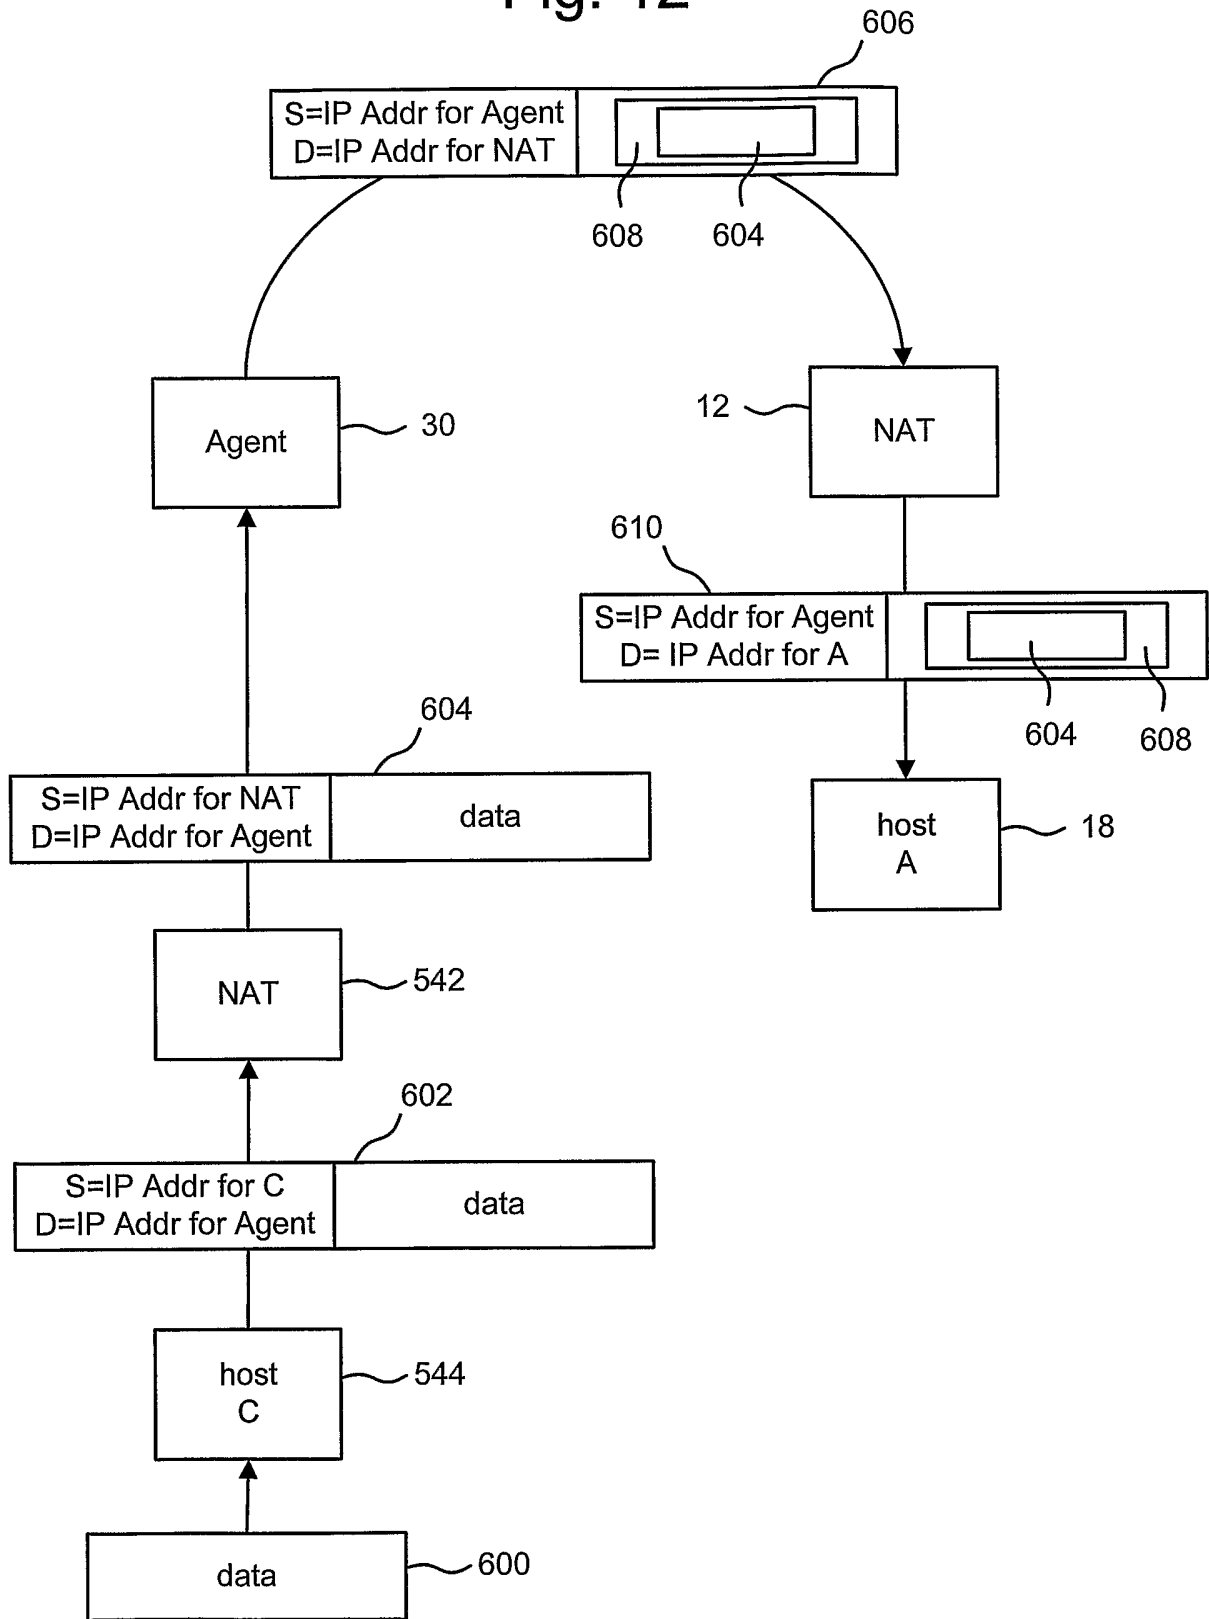 Fig. 12
606
S=IP Addr for Agent
D=IP Addr for NAT
608
604
Agent
30
12
NAT
610
S=IP Addr for Agent
D= IP Addr for A
604
608
604
S=IP Addr for NAT
D=IP Addr for Agent
data
host
A
18
NAT
542
602
S=IP Addr for C
D=IP Addr for Agent
data
host
C
544
data
600